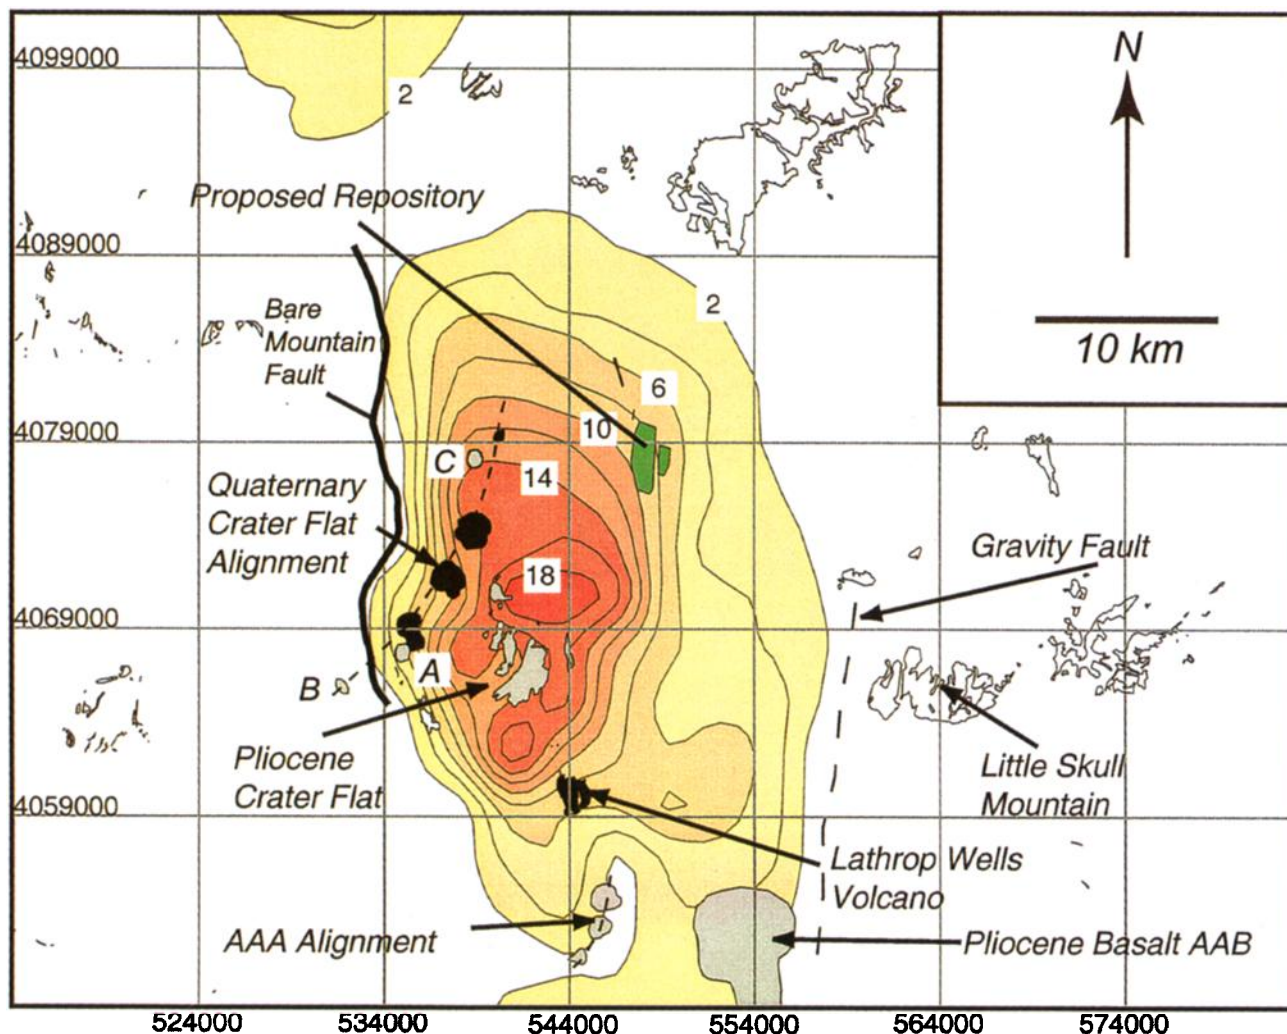 4099000
2
N
Proposed Repository
4089000
10 km
Bare
Mountain
Fault
2
6
4079000
10
C
14
Quaternary
Crater Flat
Alignment
Gravity Fault
18
4069000
A
B
Pliocene
Crater Flat
Little Skull
Mountain
4059000
Lathrop Wells
Volcano
AAA Alignment
Pliocene Basalt AAB
524000 534000 544000 554000 564000 574000